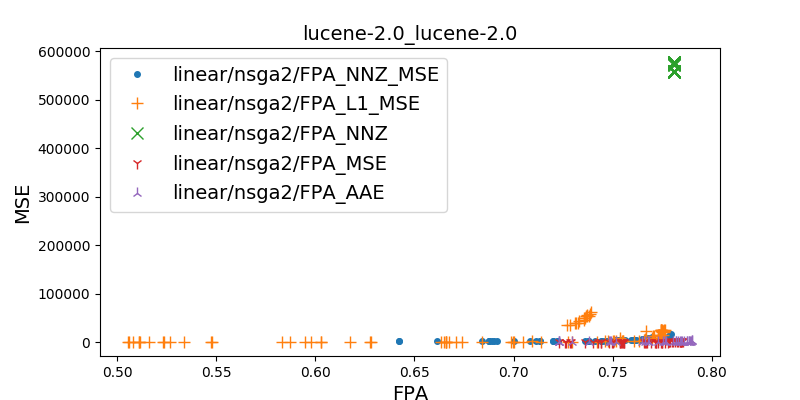 lucene-2.0_lucene-2.0
600000
500000
400000
300000
200000
100000
0
MSE
linear/nsga2/FPA_NNZ_MSE
linear/nsga2/FPA_L1_MSE
linear/nsga2/FPA_NNZ
linear/nsga2/FPA_MSE
linear/nsga2/FPA_AAE
0.50 0.55 0.60 0.65 0.70 0.75 0.80
FPA